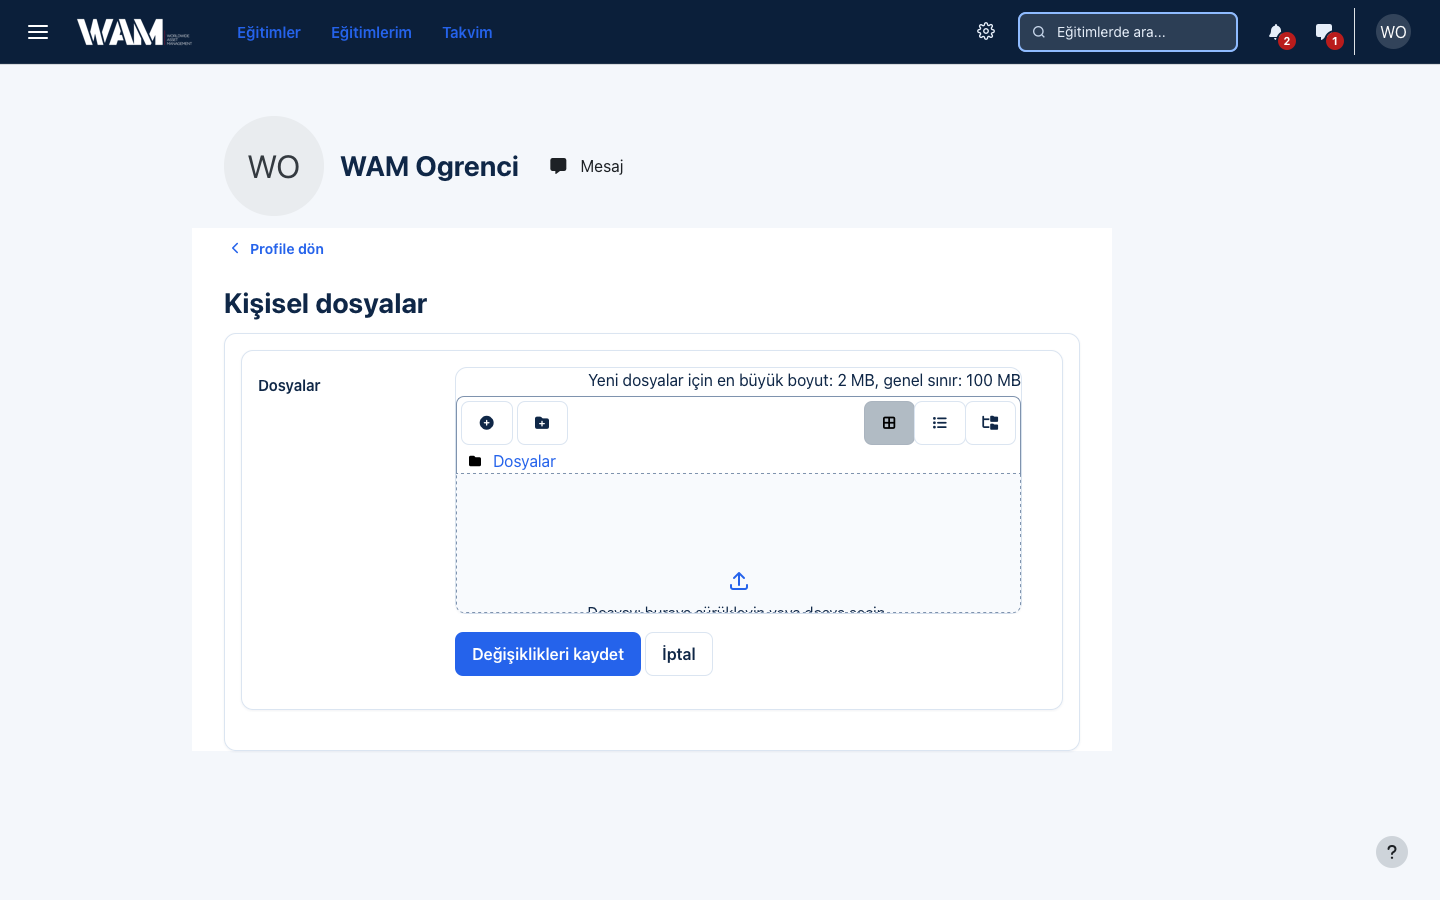 WAM
Eğitimler
Eğitimlerim
Takvim
Eğitimlerde ara...
2
1
WO
WO
WAM Ogrenci
Mesaj
Profile dön
Kişisel dosyalar
Dosyalar
Yeni dosyalar için en büyük boyut: 2 MB, genel sınır: 100 MB
Dosyalar
Değişiklikleri kaydet
İptal
?